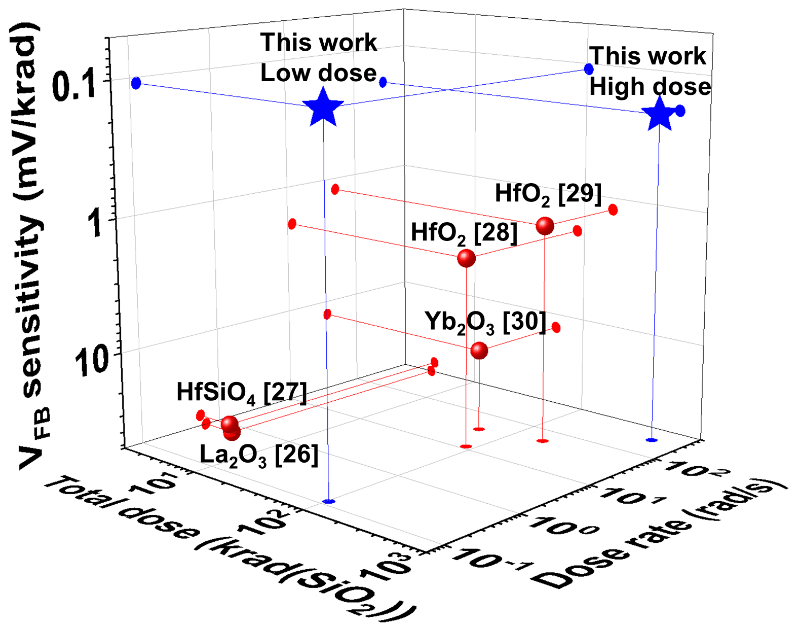 This work
Low dose
This work
High dose
0.1
HfO₂ [29]
1
HfO₂ [28]
Yb₂O₃ [30]
10
HfSiO₄ [27]
La₂O₃ [26]
V_FB sensitivity (mV/krad)
10¹
10²
10³
Total dose (krad(SiO₂))
10⁻¹
10⁰
10¹
10²
Dose rate (rad/s)